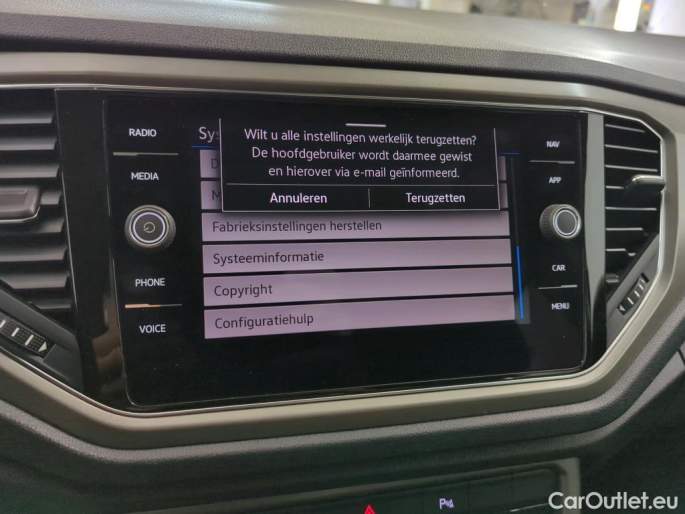 RADIO
MEDIA
PHONE
VOICE
Sys
Wilt u alle instellingen werkelijk terugzetten?
De hoofdgebruiker wordt daarmee gewist
en hierover via e-mail geïnformeerd.
Annuleren
Terugzetten
D
M
Fabrieksinstellingen herstellen
Systeeminformatie
Copyright
Configuratiehulp
NAV
APP
CAR
MENU
P
CarOutlet.eu